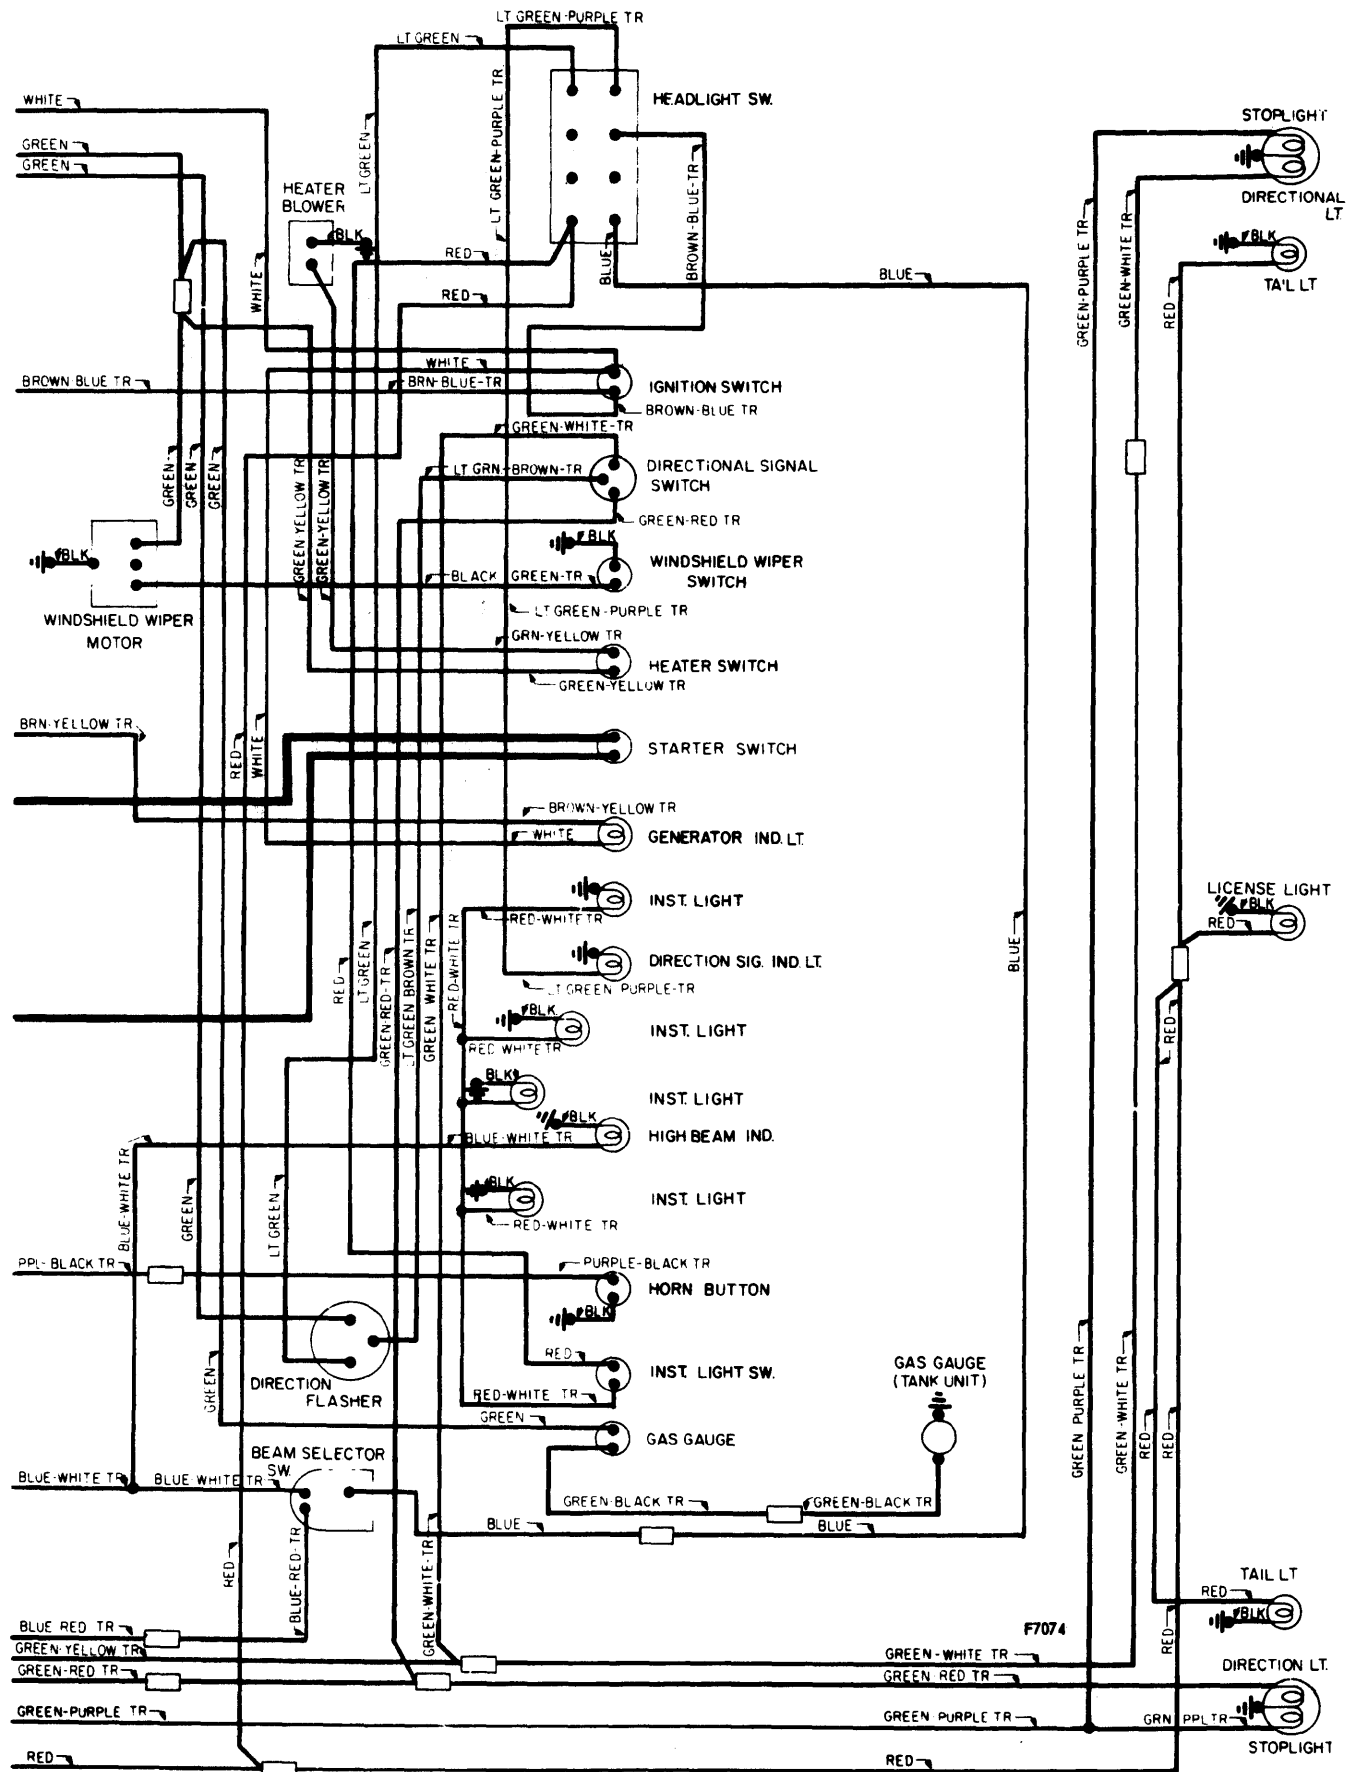 LT GREEN-PURPLE TR
LT GREEN
HEADLIGHT SW.
WHITE
STOPLIGHT
LT GREEN-PURPLE TR
GREEN
GREEN
LT GREEN
BROWN-BLUE-TR
HEATER
BLOWER
DIRECTIONAL
LT
BLK
RED
BLUE
BLUE
BLK
TA'L LT
WHITE
RED
GREEN-PURPLE TR
GREEN-WHITE TR
RED
WHITE
BROWN BLUE TR
BRN-BLUE-TR
IGNITION SWITCH
BROWN-BLUE TR
GREEN-WHITE-TR
LT GRN-BROWN-TR
DIRECTIONAL SIGNAL
SWITCH
GREEN
GREEN
GREEN
GREEN-YELLOW TR
GREEN-YELLOW TR
GREEN-RED TR
BLK
BLK
WINDSHIELD WIPER
SWITCH
BLACK GREEN-TR
LT GREEN-PURPLE TR
WINDSHIELD WIPER
MOTOR
GRN-YELLOW TR
HEATER SWITCH
GREEN-YELLOW TR
BRN-YELLOW TR
RED
WHITE
STARTER SWITCH
BROWN-YELLOW TR
WHITE
GENERATOR IND. LT.
INST. LIGHT
RED-WHITE TR
LICENSE LIGHT
BLK
RED
RED
LT GREEN
GREEN-RED-TR
LT GREEN BROWN TR
GREEN WHITE TR
RED-WHITE TR
DIRECTION SIG. IND. LT.
LT GREEN PURPLE-TR
BLUE
BLK
INST. LIGHT
RED WHITE TR
RED
BLK
INST. LIGHT
BLK
BLUE-WHITE TR
HIGH BEAM IND.
BLUE-WHITE TR
GREEN
LT GREEN
BLK
INST. LIGHT
RED-WHITE TR
PPL-BLACK TR
PURPLE-BLACK TR
HORN BUTTON
BLK
DIRECTION
FLASHER
RED
INST. LIGHT SW.
RED-WHITE TR
GAS GAUGE
(TANK UNIT)
GREEN
GREEN
GAS GAUGE
GREEN PURPLE TR
GREEN-WHITE TR
RED
RED
BEAM SELECTOR
SW.
BLUE-WHITE TR
BLUE WHITE TR
GREEN-BLACK TR
GREEN-BLACK TR
BLUE
BLUE
RED
BLUE-RED-TR
GREEN-WHITE-TR
TAIL LT
RED
BLK
RED
F7074
BLUE RED TR
GREEN-YELLOW TR
GREEN-RED TR
GREEN-WHITE TR
GREEN RED TR
DIRECTION LT.
GREEN-PURPLE TR
GREEN PURPLE TR
GRN PPL TR
STOPLIGHT
RED
RED